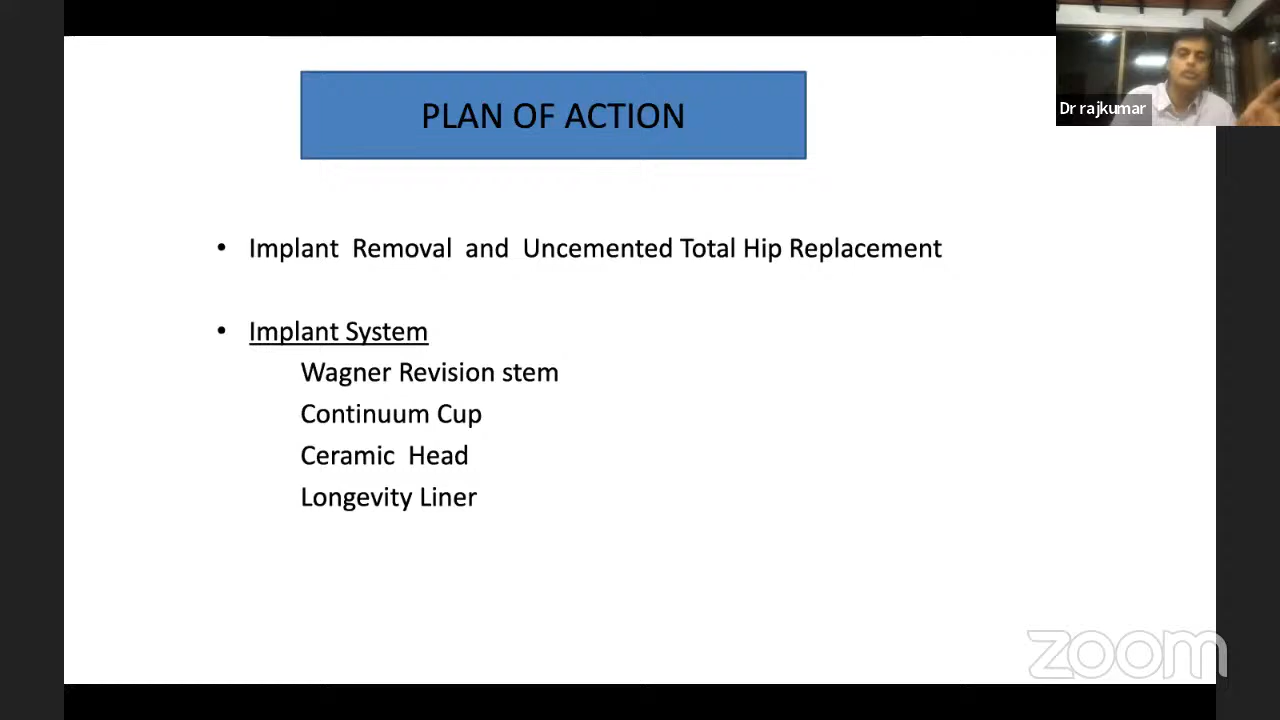 PLAN OF ACTION
Dr rajkumar
• Implant Removal and Uncemented Total Hip Replacement
• Implant System
Wagner Revision stem
Continuum Cup
Ceramic Head
Longevity Liner
zoom